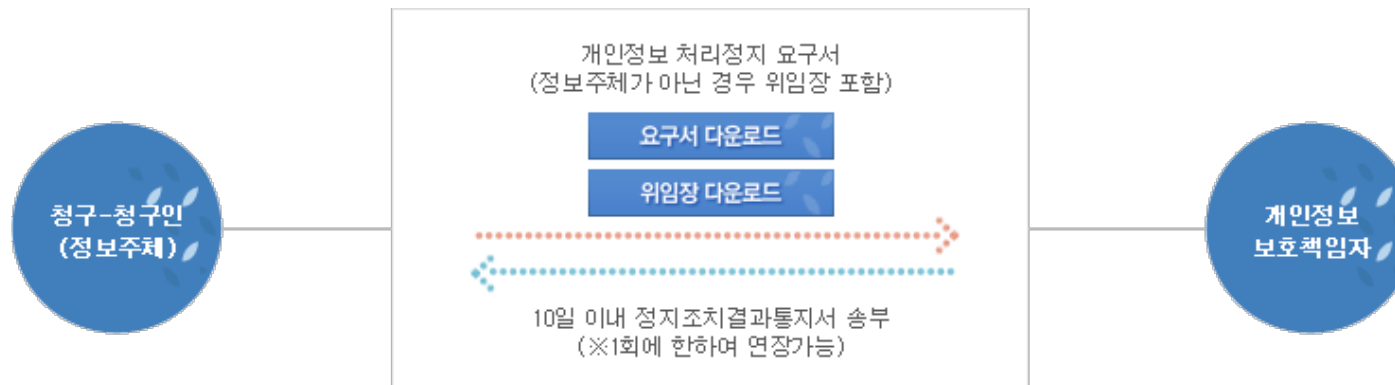 개인정보 처리정지 요구서
(정보주체가 아닌 경우 위임장 포함)
요구서 다운로드
위임장 다운로드
청구-청구인
(정보주체)
개인정보
보호책임자
10일 이내 정지조치결과통지서 송부
(※1회에 한하여 연장가능)